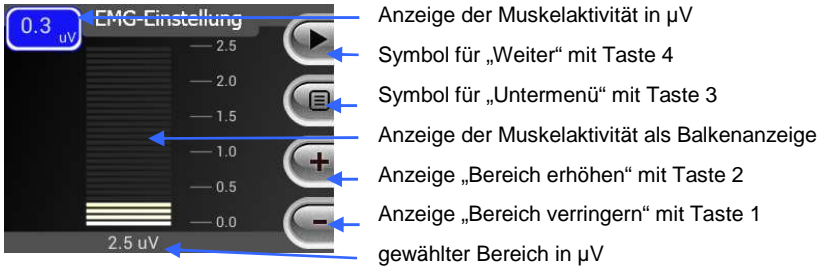 0.3 uV
EMG-Einstellung
2.5
2.0
1.5
1.0
0.5
0.0
2.5 uV
Anzeige der Muskelaktivität in µV
Symbol für „Weiter“ mit Taste 4
Symbol für „Untermenü“ mit Taste 3
Anzeige der Muskelaktivität als Balkenanzeige
Anzeige „Bereich erhöhen“ mit Taste 2
Anzeige „Bereich verringern“ mit Taste 1
gewählter Bereich in µV